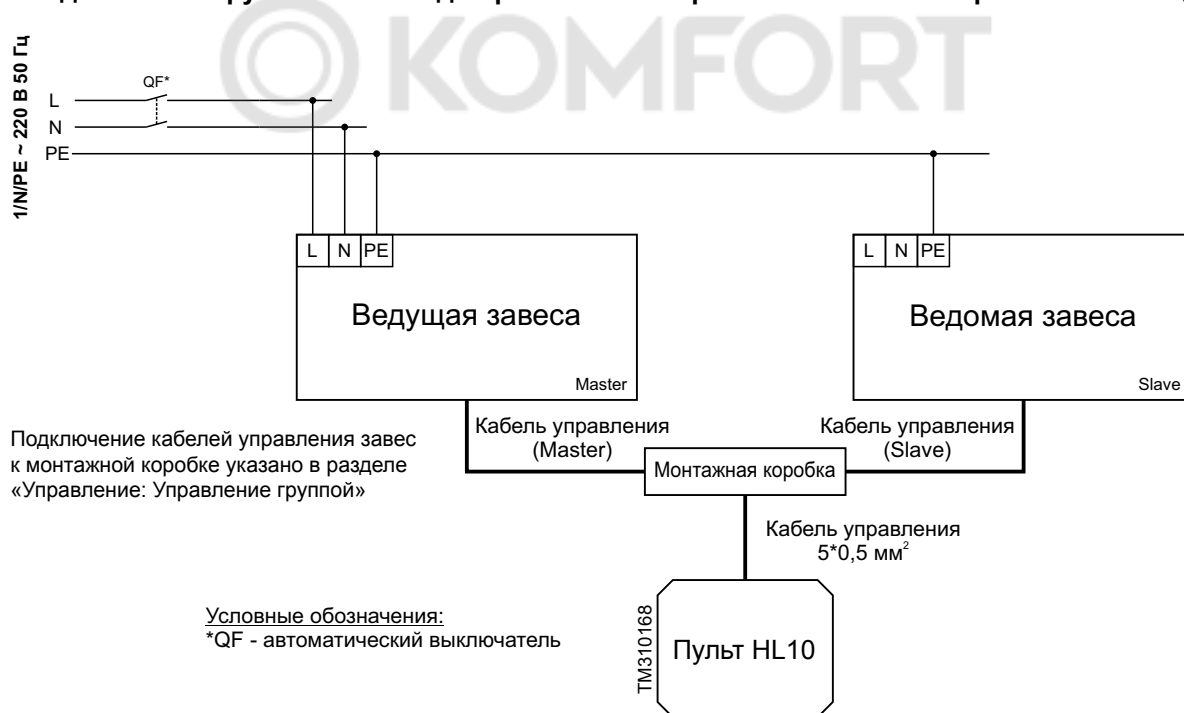 KOMFORT
1/N/PE ~ 220 В 50 Гц
QF*
L
N
PE
L N PE
Ведущая завеса
Master
L N PE
Ведомая завеса
Slave
Подключение кабелей управления завес
к монтажной коробке указано в разделе
«Управление: Управление группой»
Кабель управления
(Master)
Кабель управления
(Slave)
Монтажная коробка
Кабель управления
5*0,5 мм²
Условные обозначения:
*QF - автоматический выключатель
TM310168
Пульт HL10